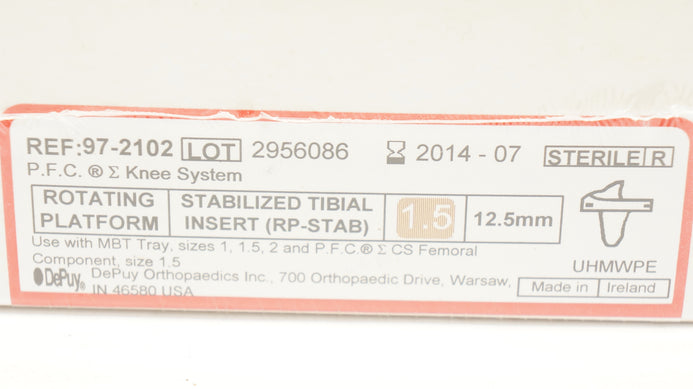 REF:97-2102 LOT 2956086 2014 - 07 STERILE R
P.F.C. ® Σ Knee System
ROTATING PLATFORM STABILIZED TIBIAL INSERT (RP-STAB) 1.5 12.5mm
Use with MBT Tray, sizes 1, 1.5, 2 and P.F.C.® Σ CS Femoral
Component, size 1.5
UHMWPE
DePuy® DePuy Orthopaedics Inc., 700 Orthopaedic Drive, Warsaw,
IN 46580 USA
Made in Ireland